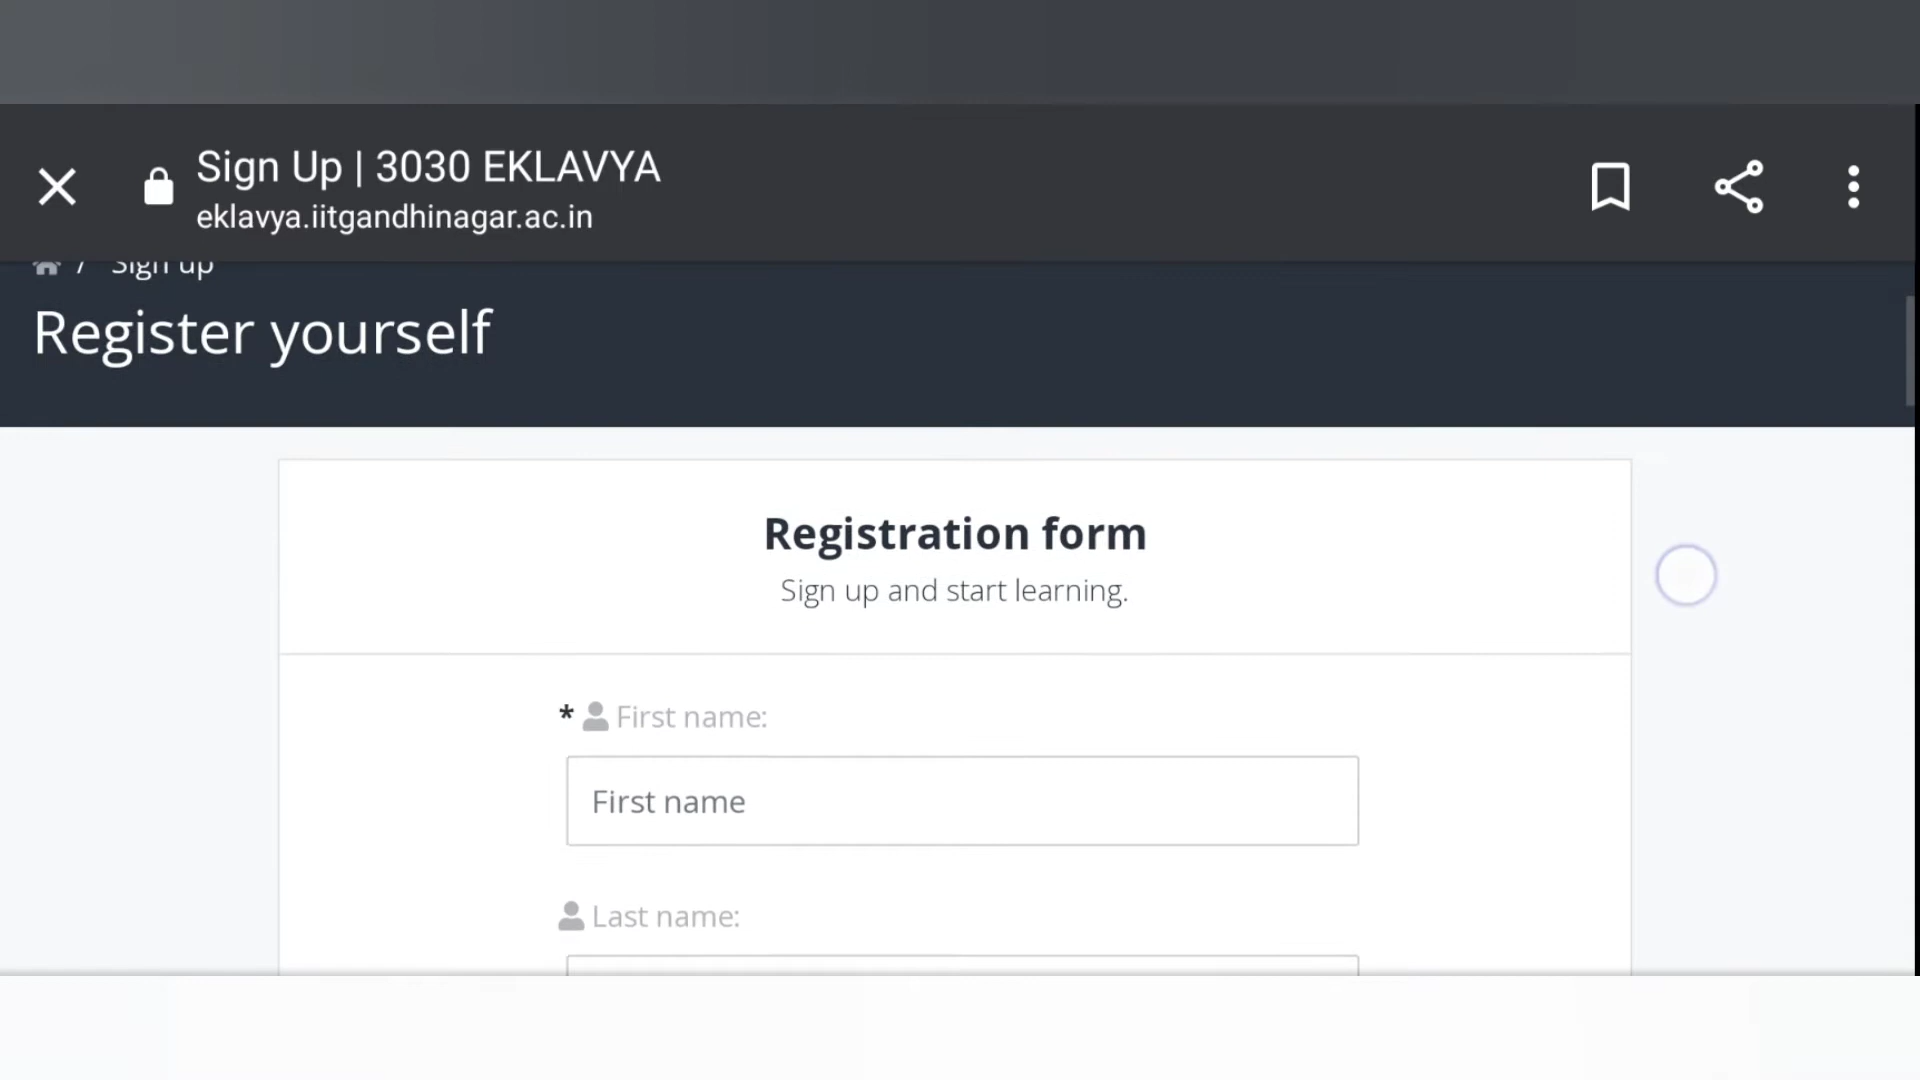 Sign Up | 3030 EKLAVYA
eklavya.iitgandhinagar.ac.in
/ Sign up
Register yourself
Registration form
Sign up and start learning.
* First name:
First name
Last name: